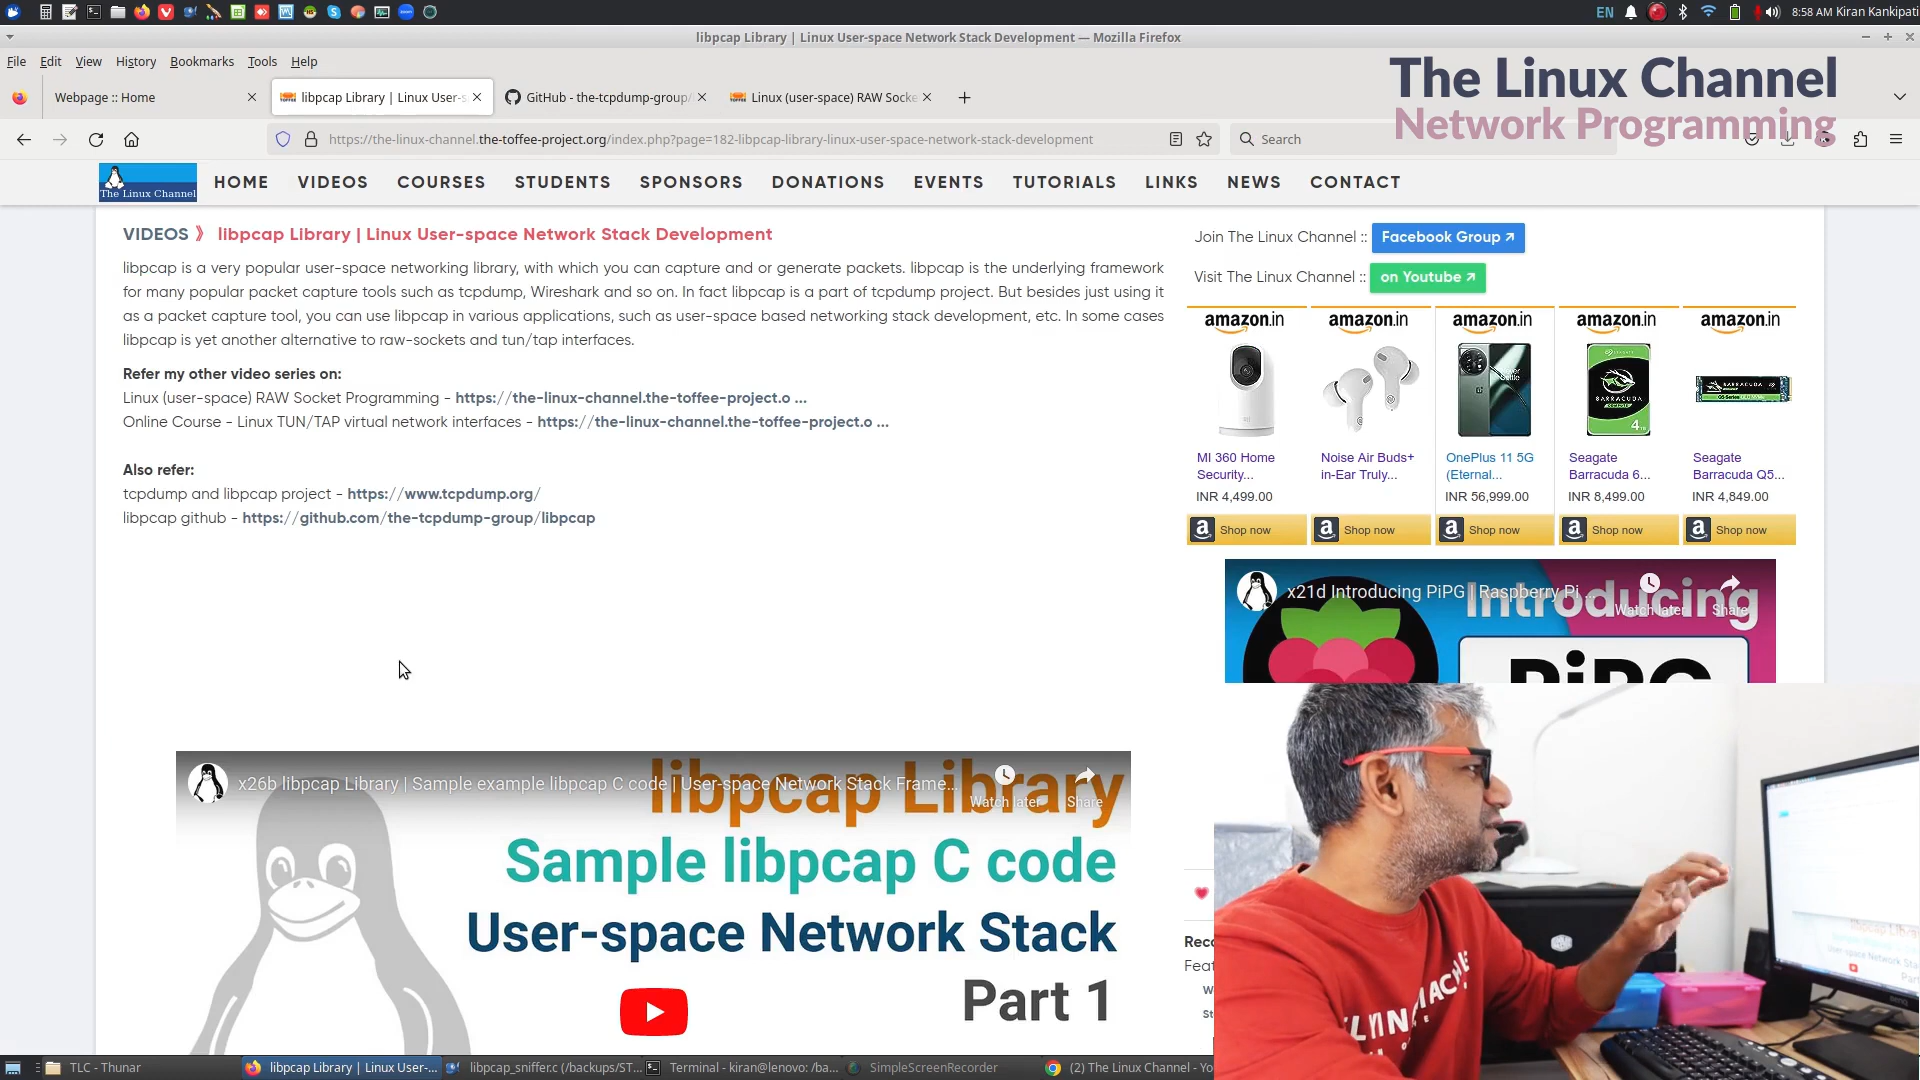 EN
8:58 AM Kiran Kankipati
libpcap Library | Linux User-space Network Stack Development — Mozilla Firefox
File Edit View History Bookmarks Tools Help
The Linux Channel
Network Programming
Webpage :: Home
libpcap Library | Linux User-s
GitHub - the-tcpdump-group/
Linux (user-space) RAW Socke
https://the-linux-channel.the-toffee-project.org/index.php?page=182-libpcap-library-linux-user-space-network-stack-development
Search
The Linux Channel
HOME VIDEOS COURSES STUDENTS SPONSORS DONATIONS EVENTS TUTORIALS LINKS NEWS CONTACT
VIDEOS 》 libpcap Library | Linux User-space Network Stack Development
libpcap is a very popular user-space networking library, with which you can capture and or generate packets. libpcap is the underlying framework
for many popular packet capture tools such as tcpdump, Wireshark and so on. In fact libpcap is a part of tcpdump project. But besides just using it
as a packet capture tool, you can use libpcap in various applications, such as user-space based networking stack development, etc. In some cases
libpcap is yet another alternative to raw-sockets and tun/tap interfaces.
Refer my other video series on:
Linux (user-space) RAW Socket Programming - https://the-linux-channel.the-toffee-project.o ...
Online Course - Linux TUN/TAP virtual network interfaces - https://the-linux-channel.the-toffee-project.o ...
Also refer:
tcpdump and libpcap project - https://www.tcpdump.org/
libpcap github - https://github.com/the-tcpdump-group/libpcap
Join The Linux Channel :: Facebook Group ↗
Visit The Linux Channel :: on Youtube ↗
amazon.in amazon.in amazon.in amazon.in amazon.in
BARRACUDA
4
MI 360 Home Security...
INR 4,499.00
Shop now
Noise Air Buds+ in-Ear Truly...
Shop now
OnePlus 11 5G (Eternal...
INR 56,999.00
Shop now
Seagate Barracuda 6...
INR 8,499.00
Shop now
Seagate Barracuda Q5...
INR 4,849.00
Shop now
x21d Introducing PiPG | Raspberry Pi ...
Introducing
Watch later Share
PiPG
x26b libpcap Library | Sample example libpcap C code | User-space Network Stack Frame...
Watch later Share
libpcap Library
Sample libpcap C code
User-space Network Stack
Part 1
Reco
Feat
W
St
TLC - Thunar
libpcap Library | Linux User-...
libpcap_sniffer.c (/backups/ST...
Terminal - kiran@lenovo: /ba...
SimpleScreenRecorder
(2) The Linux Channel - Yo